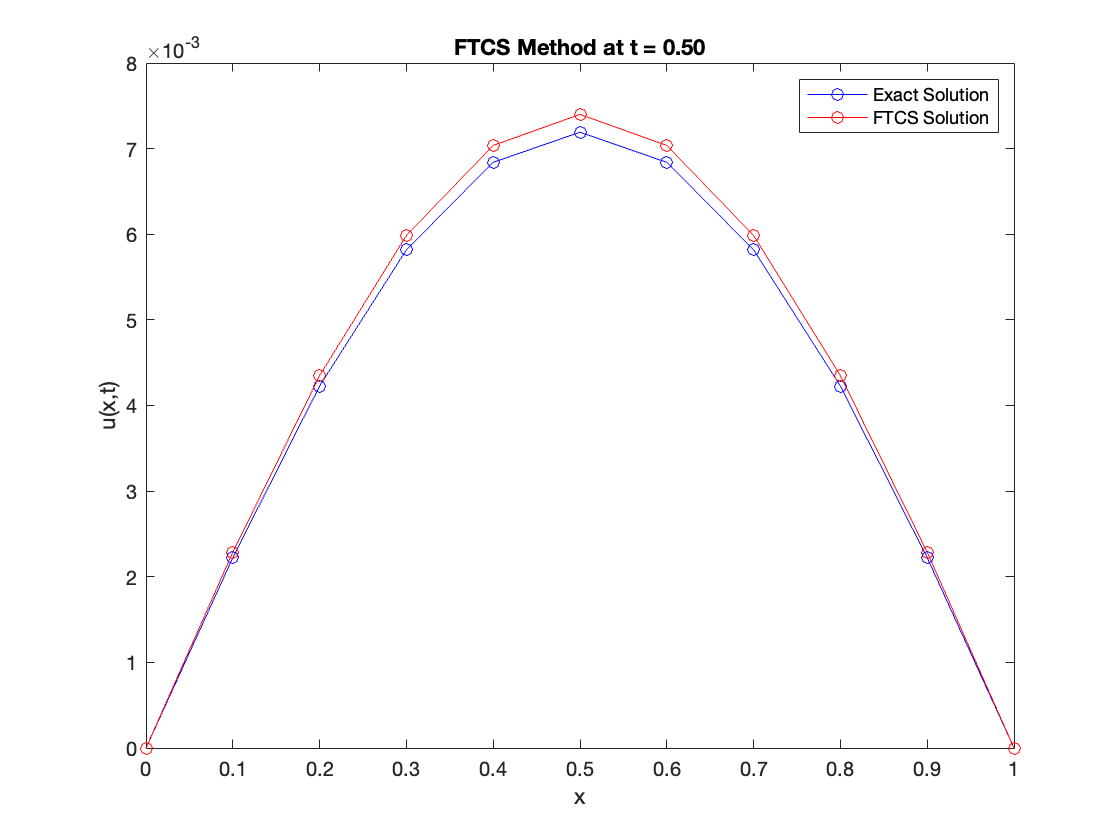 FTCS Method at t = 0.50
×10⁻³
Exact Solution
FTCS Solution
8
7
6
5
4
3
2
1
0
u(x,t)
0 0.1 0.2 0.3 0.4 0.5 0.6 0.7 0.8 0.9 1
x